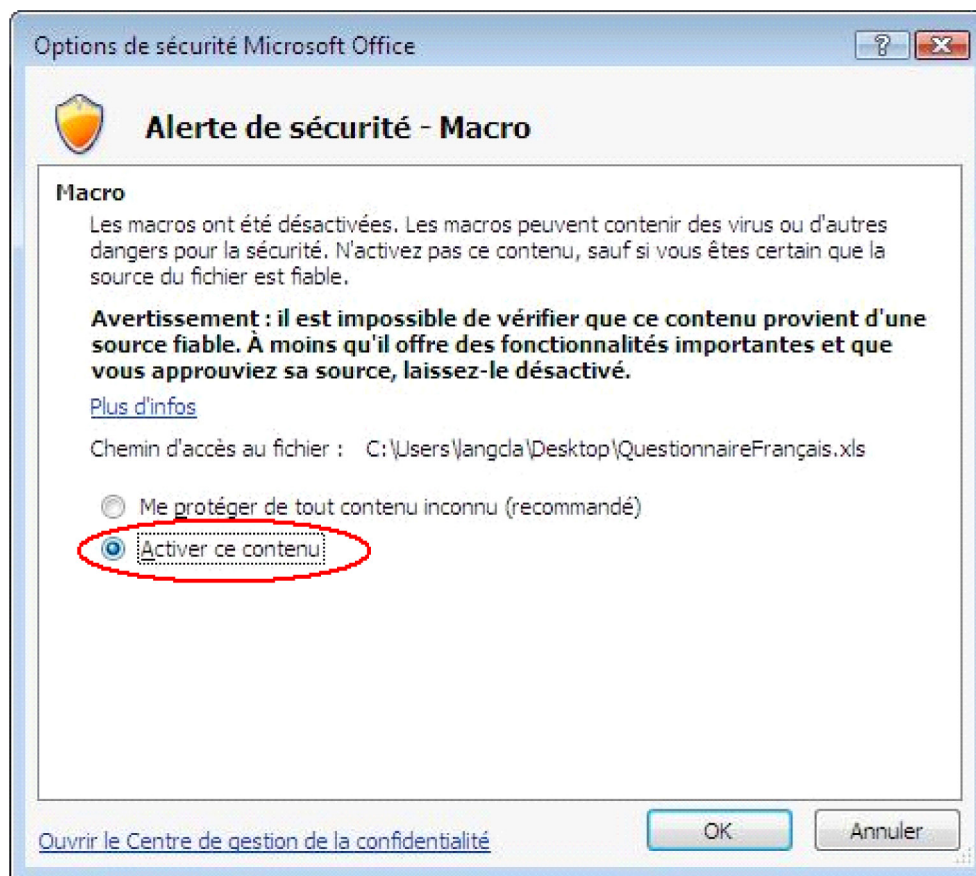 Options de sécurité Microsoft Office
Alerte de sécurité - Macro
Macro
Les macros ont été désactivées. Les macros peuvent contenir des virus ou d'autres
dangers pour la sécurité. N'activez pas ce contenu, sauf si vous êtes certain que la
source du fichier est fiable.
Avertissement : il est impossible de vérifier que ce contenu provient d'une
source fiable. À moins qu'il offre des fonctionnalités importantes et que
vous approuviez sa source, laissez-le désactivé.
Plus d'infos
Chemin d'accès au fichier : C:\Users\langcla\Desktop\QuestionnaireFrançais.xls
Me protéger de tout contenu inconnu (recommandé)
Activer ce contenu
Ouvrir le Centre de gestion de la confidentialité
OK
Annuler